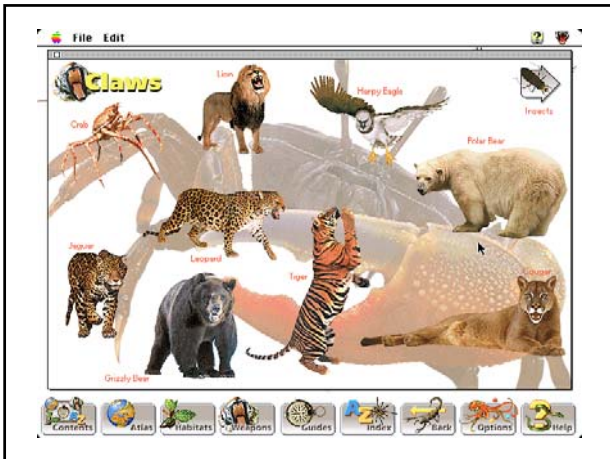 File Edit
Claws
Lion
Harpy Eagle
Insects
Crab
Polar Bear
Jaguar
Leopard
Tiger
Cougar
Grizzly Bear
Contents
Atlas
Habitats
Weapons
Guides
A Z
Index
Back
Options
? Help